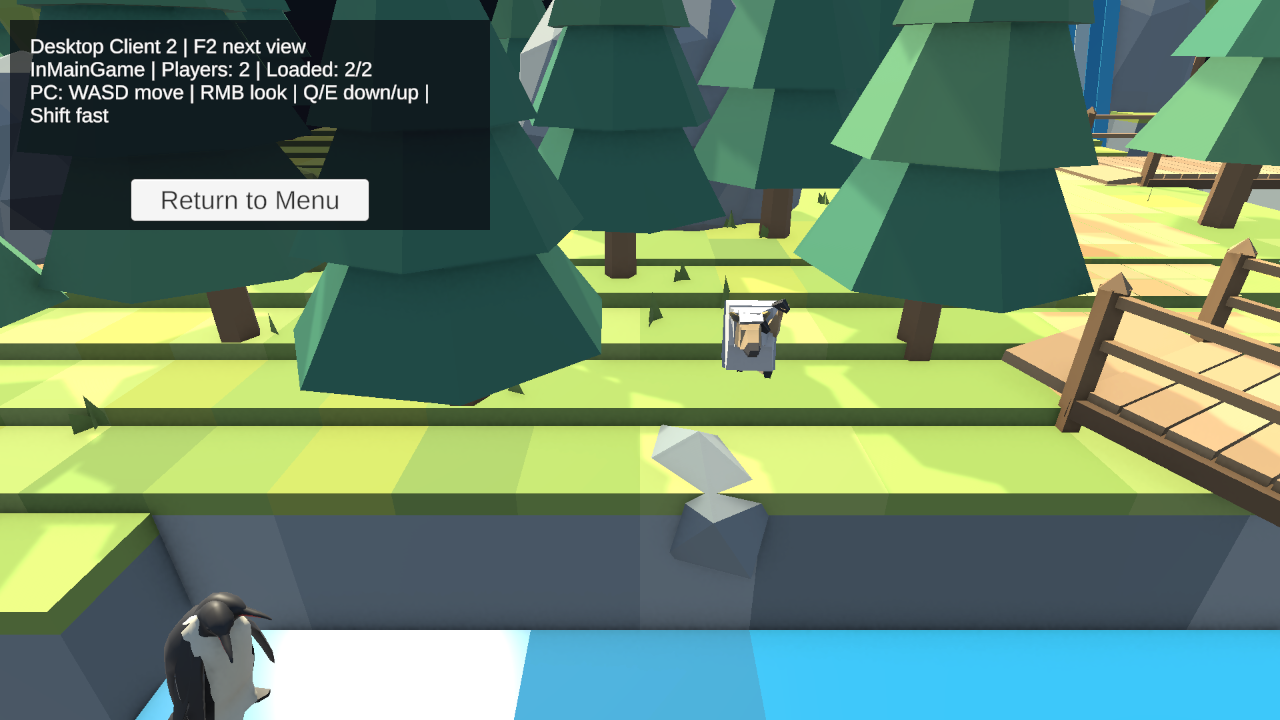 Desktop Client 2 | F2 next view
InMainGame | Players: 2 | Loaded: 2/2
PC: WASD move | RMB look | Q/E down/up |
Shift fast
Return to Menu